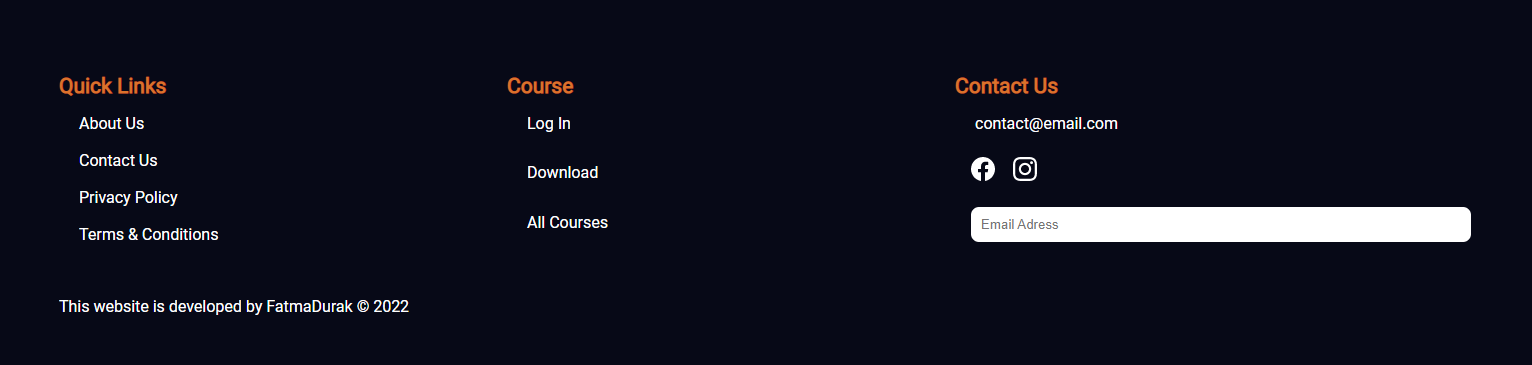 Quick Links
About Us
Contact Us
Privacy Policy
Terms & Conditions
Course
Log In
Download
All Courses
Contact Us
contact@email.com
Email Adress
This website is developed by FatmaDurak © 2022